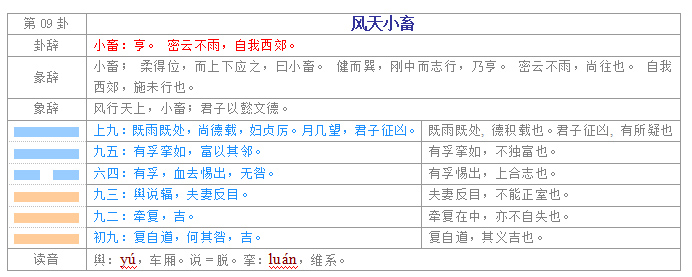 第 09 卦 风天小畜
卦辞 小畜：亨。 密云不雨，自我西郊。
彖辞 小畜； 柔得位，而上下应之，曰小畜。 健而巽，刚中而志行，乃亨。 密云不雨，尚往也。 自我
西郊，施未行也。
象辞 风行天上，小畜；君子以懿文德。
上九：既雨既处，尚德载，妇贞厉。月几望，君子征凶。 既雨既处, 德积载也。君子征凶, 有所疑也
九五：有孚挛如，富以其邻。 有孚挛如，不独富也。
六四：有孚，血去惕出，无咎。 有孚惕出，上合志也。
九三：舆说辐，夫妻反目。 夫妻反目，不能正室也。
九二：牵复，吉。 牵复在中，亦不自失也。
初九：复自道，何其咎，吉。 复自道，其义吉也。
读音 舆：yú，车厢。说＝脱。挛：luán，维系。